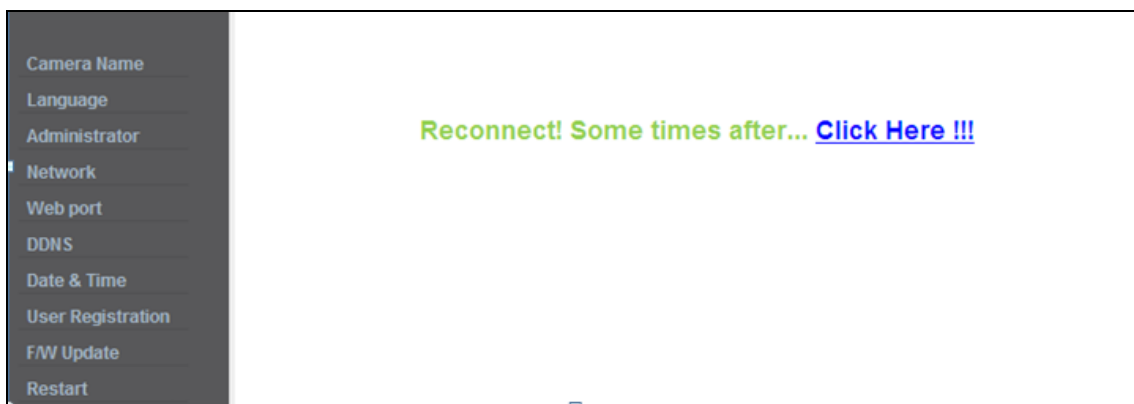 Camera Name
Language
Administrator
Network
Web port
DDNS
Date & Time
User Registration
F/W Update
Restart
Reconnect! Some times after... Click Here !!!